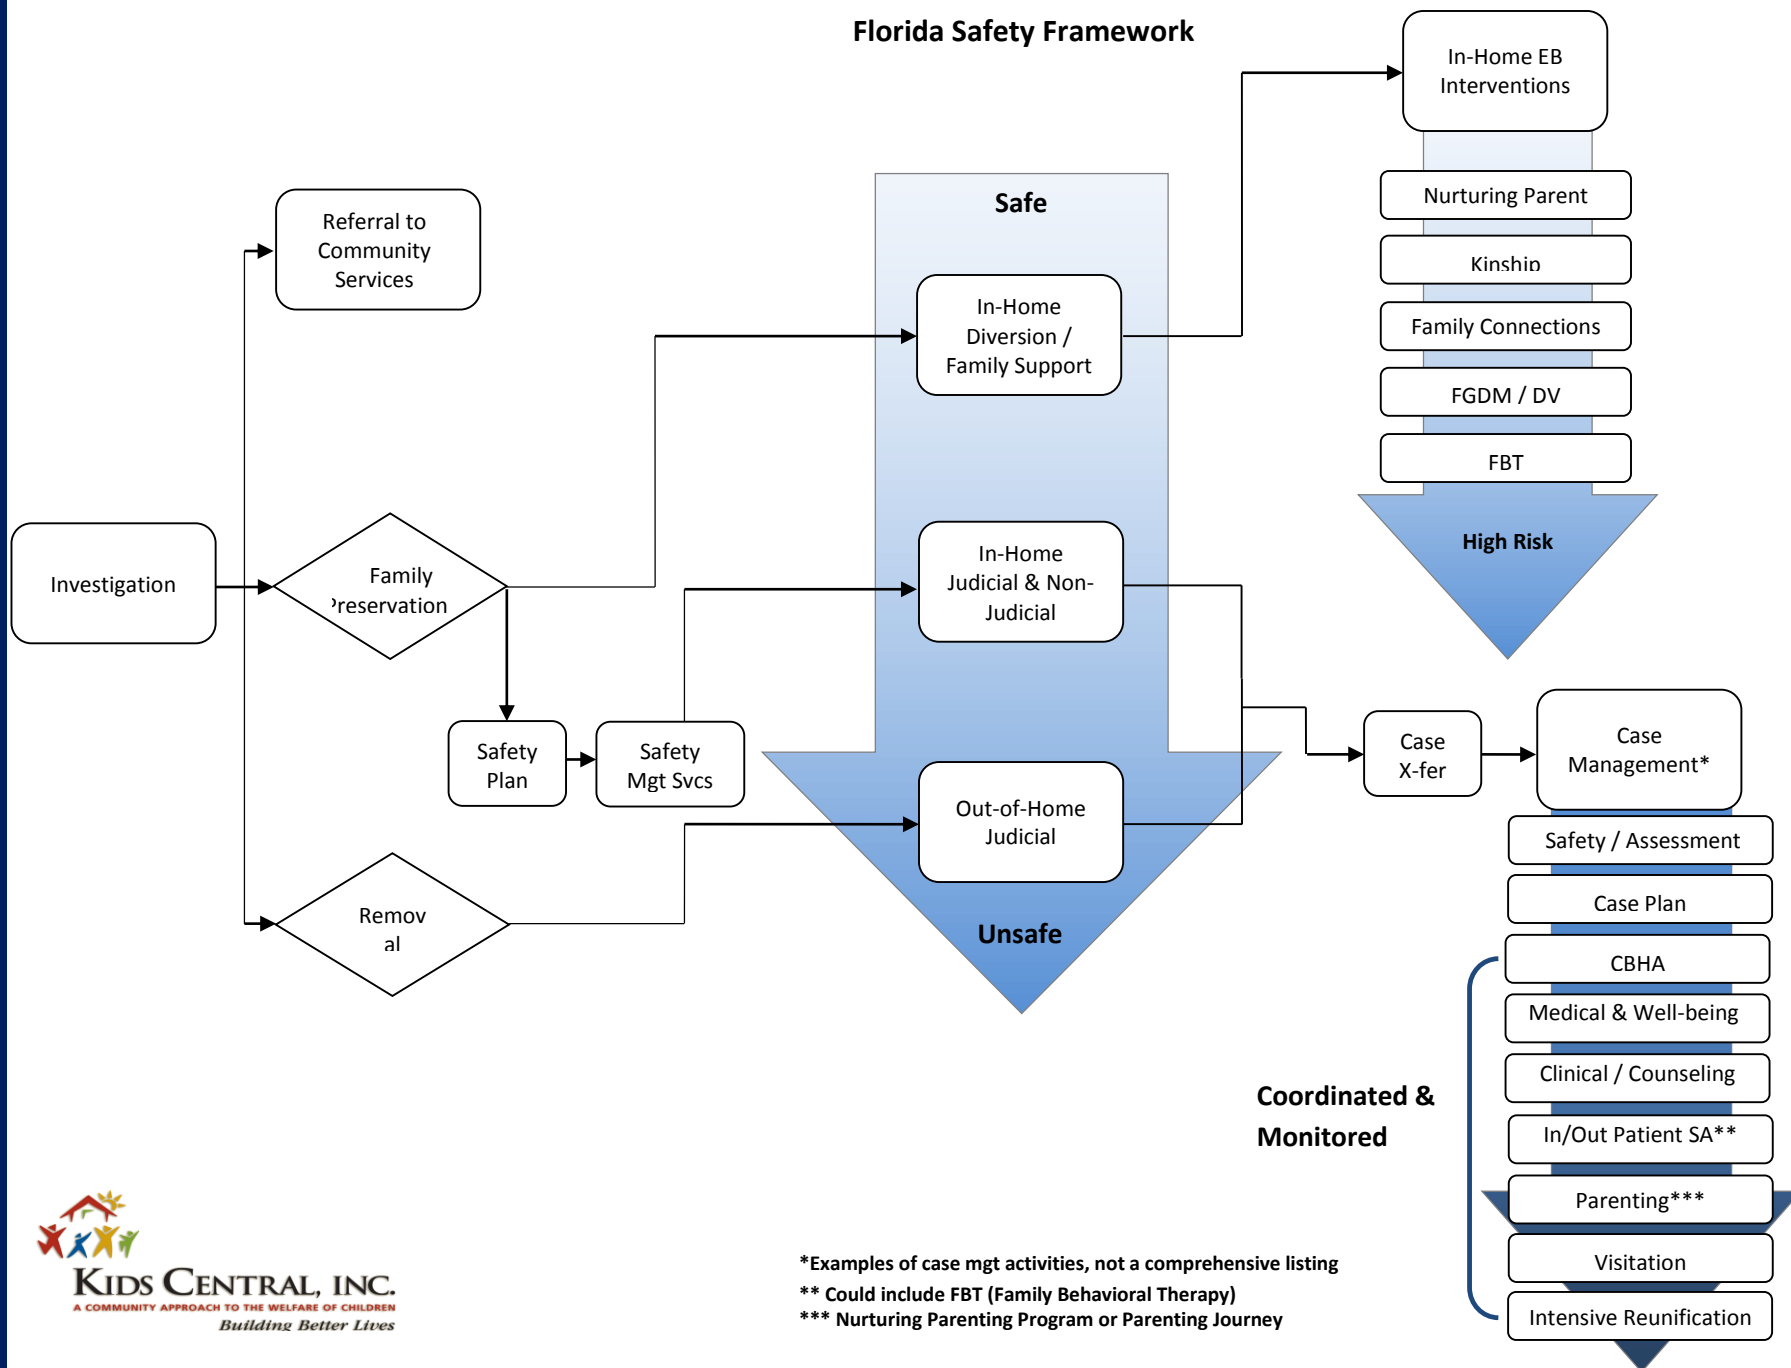 Florida Safety Framework
In-Home EB
Interventions
Nurturing Parent
Kinship
Family Connections
FGDM / DV
FBT
High Risk
Referral to
Community
Services
Safe
In-Home
Diversion /
Family Support
Investigation
Family
Preservation
In-Home
Judicial & Non-
Judicial
Safety
Plan
Safety
Mgt Svcs
Out-of-Home
Judicial
Case
X-fer
Case
Management*
Remov
al
Unsafe
Safety / Assessment
Case Plan
CBHA
Medical & Well-being
Clinical / Counseling
In/Out Patient SA**
Parenting***
Visitation
Intensive Reunification
Coordinated &
Monitored
*Examples of case mgt activities, not a comprehensive listing
** Could include FBT (Family Behavioral Therapy)
*** Nurturing Parenting Program or Parenting Journey
KIDS CENTRAL, INC.
A COMMUNITY APPROACH TO THE WELFARE OF CHILDREN
Building Better Lives